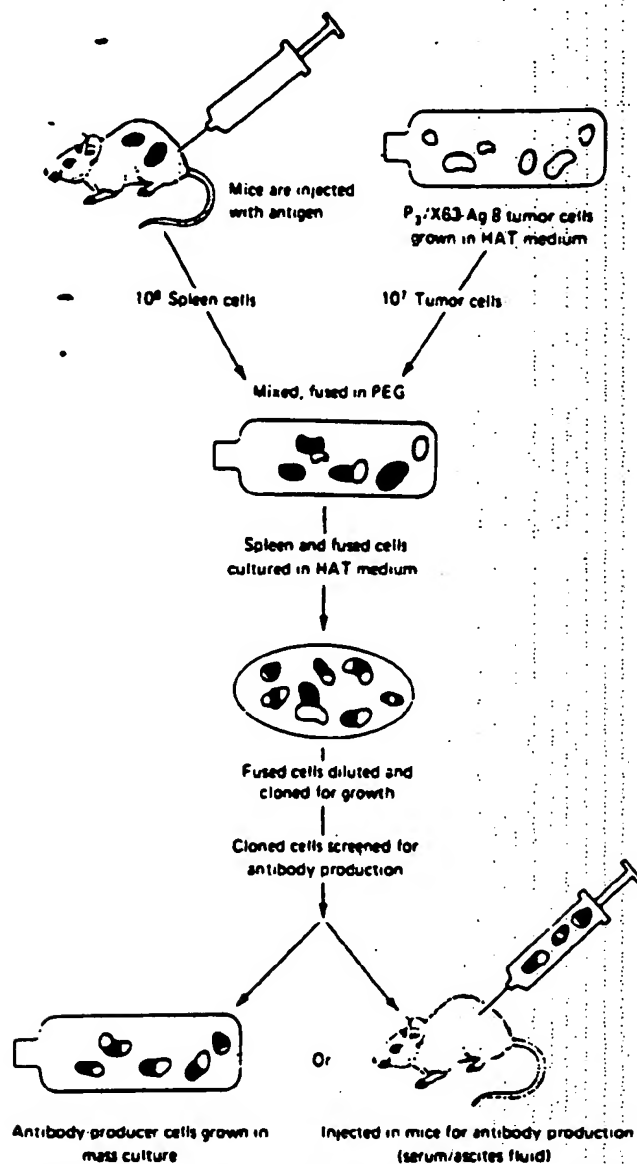 Mice are injected
with antigen
P₃/X63-Ag 8 tumor cells
grown in HAT medium
10⁸ Spleen cells
10⁷ Tumor cells
Mixed, fused in PEG
Spleen and fused cells
cultured in HAT medium
Fused cells diluted and
cloned for growth
Cloned cells screened for
antibody production
Or
Antibody-producer cells grown in
mass culture
Injected in mice for antibody production
(serum/ascites fluid)